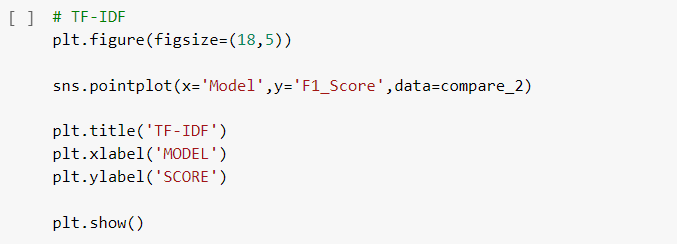 [ ] # TF-IDF
plt.figure(figsize=(18,5))
sns.pointplot(x='Model',y='F1_Score',data=compare_2)
plt.title('TF-IDF')
plt.xlabel('MODEL')
plt.ylabel('SCORE')
plt.show()